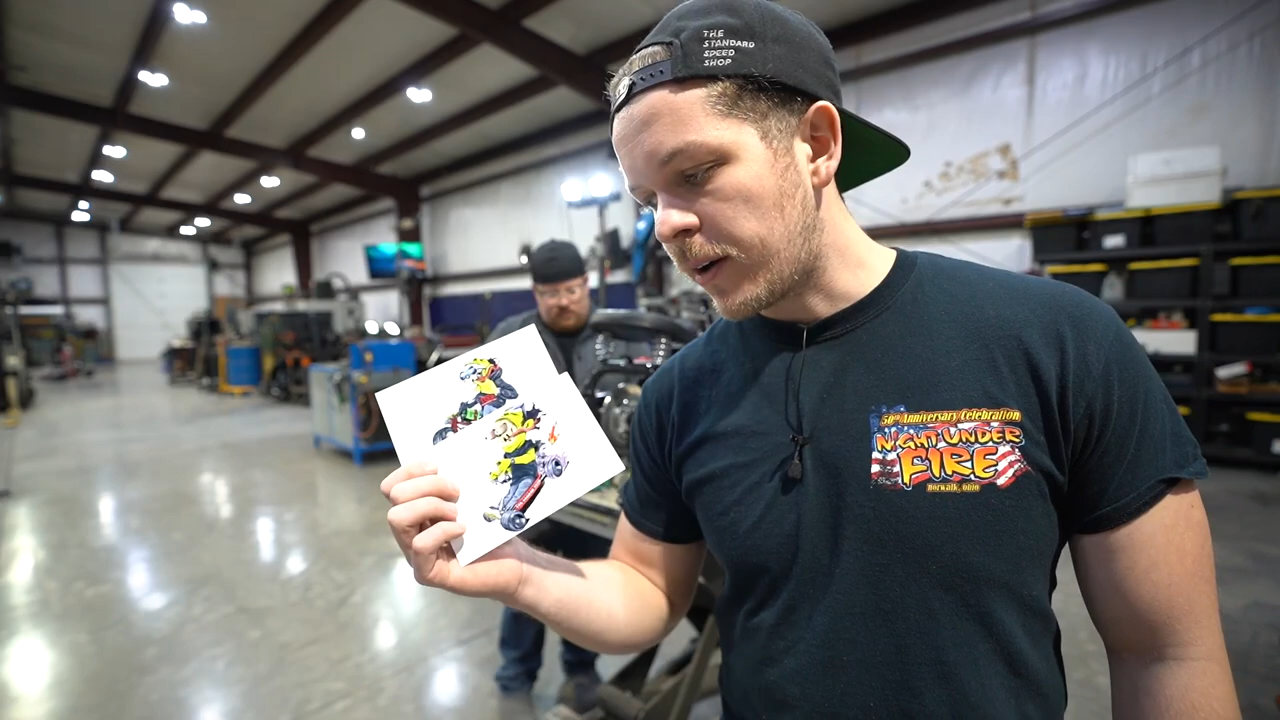 THE
STANDARD
SPEED
SHOP
50th Anniversary Celebration
NIGHT UNDER
FIRE
Norwalk, Ohio